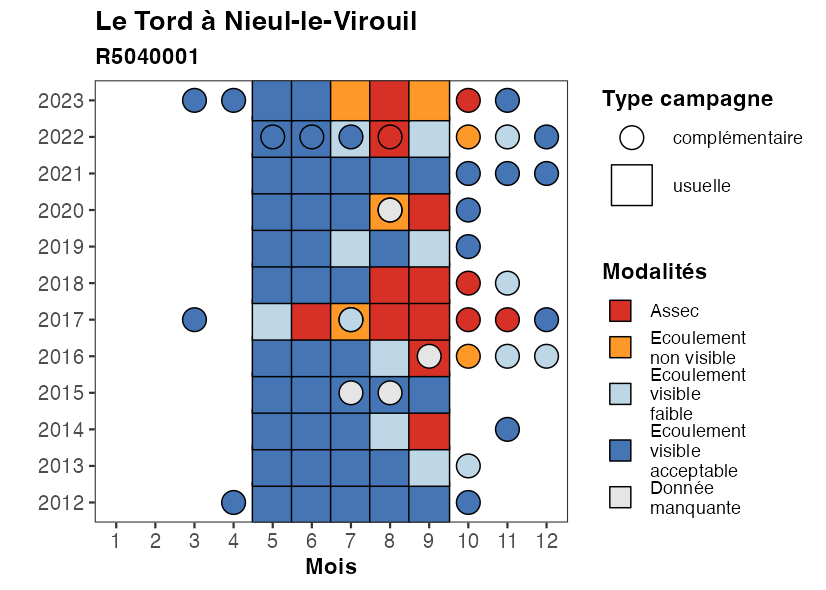 Le Tord à Nieul-le-Virouil
R5040001
2023
2022
2021
2020
2019
2018
2017
2016
2015
2014
2013
2012
1 2 3 4 5 6 7 8 9 10 11 12
Mois
Type campagne
complémentaire
usuelle
Modalités
Assec
Ecoulement
non visible
Ecoulement
visible
faible
Ecoulement
visible
acceptable
Donnée
manquante